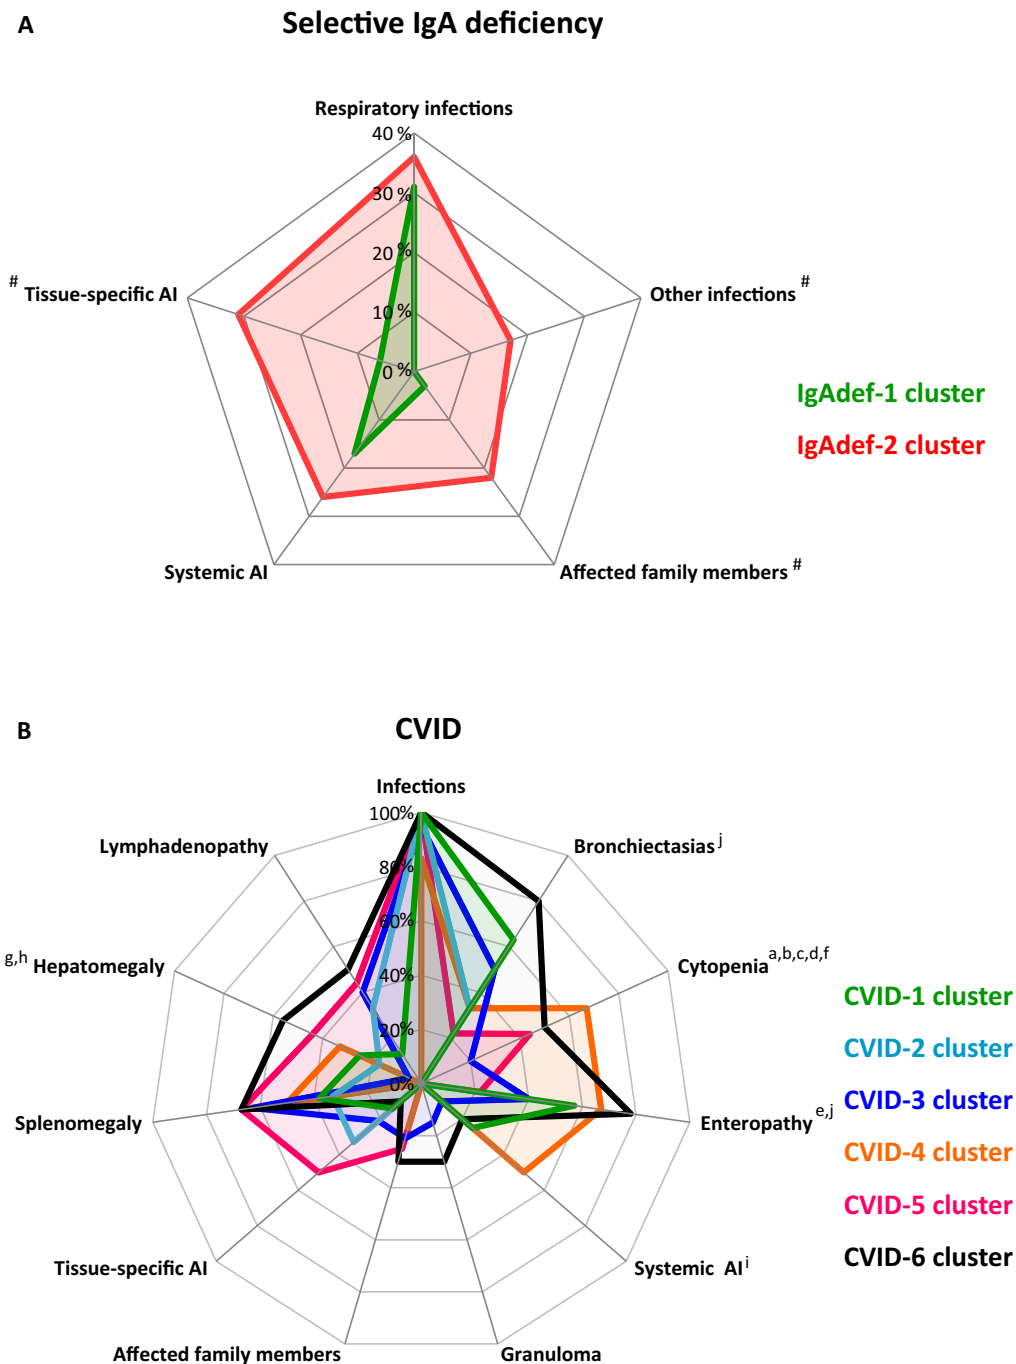 A
Selective IgA deficiency
Respiratory infections
40 %
30 %
20 %
10 %
0 %
# Tissue-specific AI
Other infections #
IgAdef-1 cluster
IgAdef-2 cluster
Systemic AI
Affected family members #
B
CVID
Infections
100%
80%
60%
40%
20%
0%
Lymphadenopathy
Bronchiectasias j
g,h Hepatomegaly
Cytopenia a,b,c,d,f
CVID-1 cluster
CVID-2 cluster
CVID-3 cluster
CVID-4 cluster
CVID-5 cluster
CVID-6 cluster
Splenomegaly
Enteropathy e,j
Tissue-specific AI
Systemic AI i
Affected family members
Granuloma